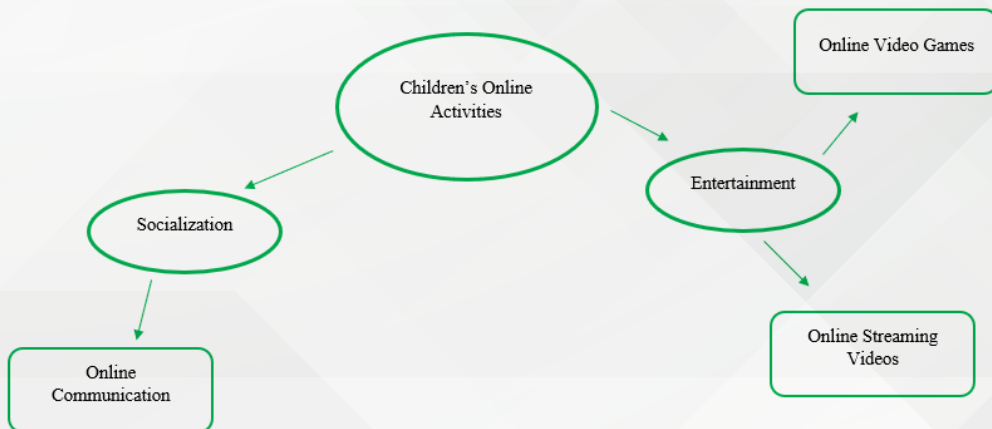 Online Video Games
Children’s Online
Activities
Entertainment
Socialization
Online Streaming
Videos
Online
Communication